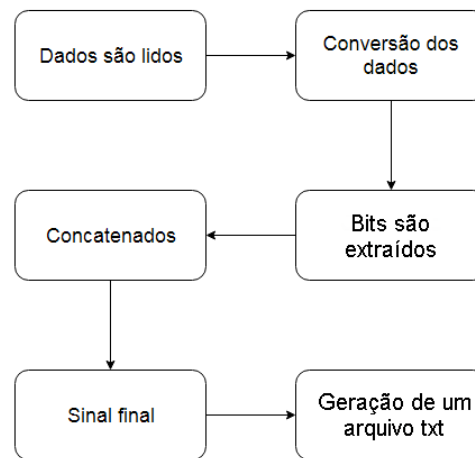 Dados são lidos
Conversão dos
dados
Bits são
extraídos
Concatenados
Sinal final
Geração de um
arquivo txt